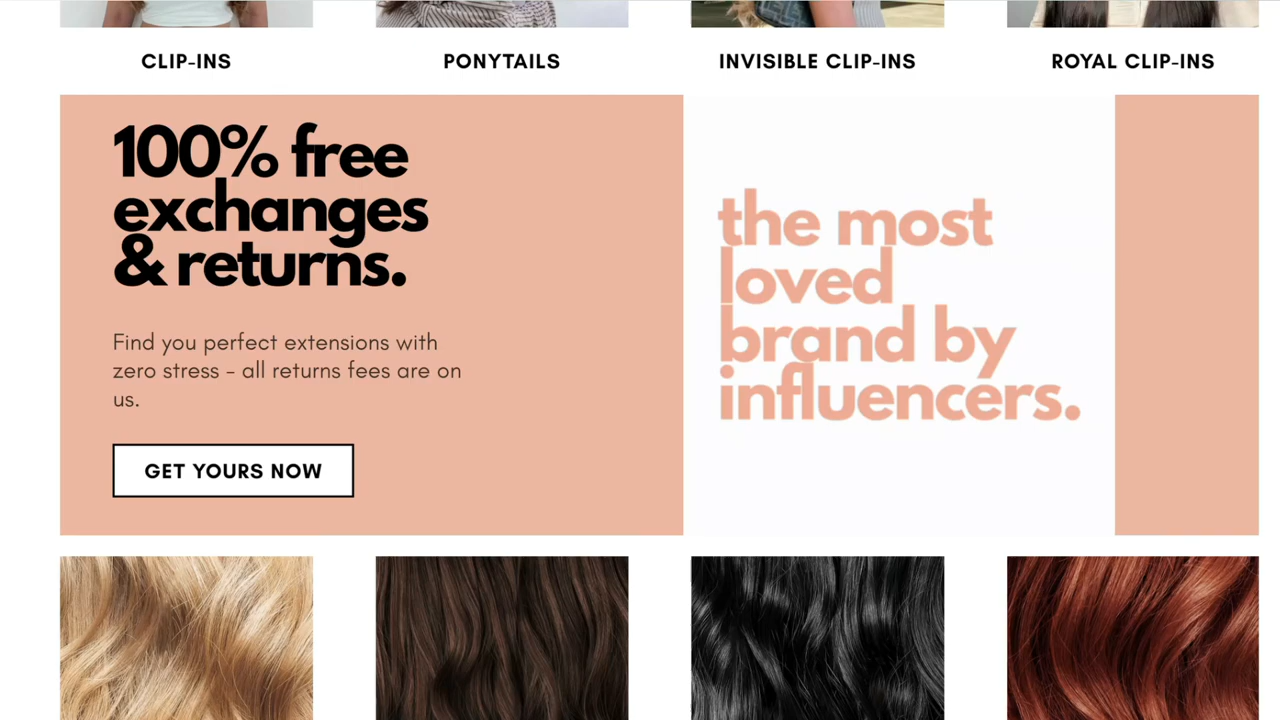 CLIP-INS
PONYTAILS
INVISIBLE CLIP-INS
ROYAL CLIP-INS
100% free
exchanges
& returns.
Find you perfect extensions with
zero stress - all returns fees are on
us.
GET YOURS NOW
the most
loved
brand by
influencers.